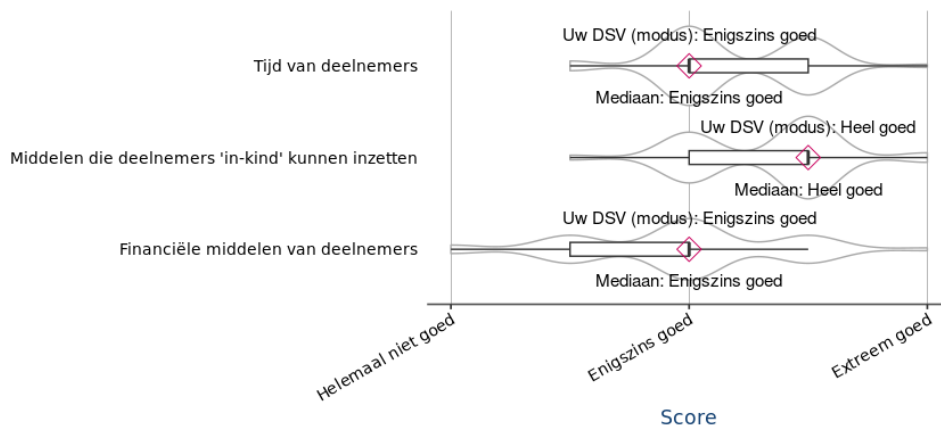 Uw DSV (modus): Enigszins goed
Tijd van deelnemers
Mediaan: Enigszins goed
Uw DSV (modus): Heel goed
Middelen die deelnemers 'in-kind' kunnen inzetten
Mediaan: Heel goed
Uw DSV (modus): Enigszins goed
Financiële middelen van deelnemers
Mediaan: Enigszins goed
Helemaal niet goed
Enigszins goed
Extreem goed
Score